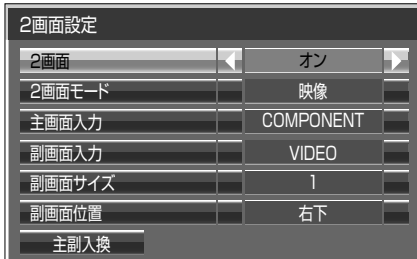 2画面設定
2画面 オン
2画面モード 映像
主画面入力 COMPONENT
副画面入力 VIDEO
副画面サイズ 1
副画面位置 右下
主副入換